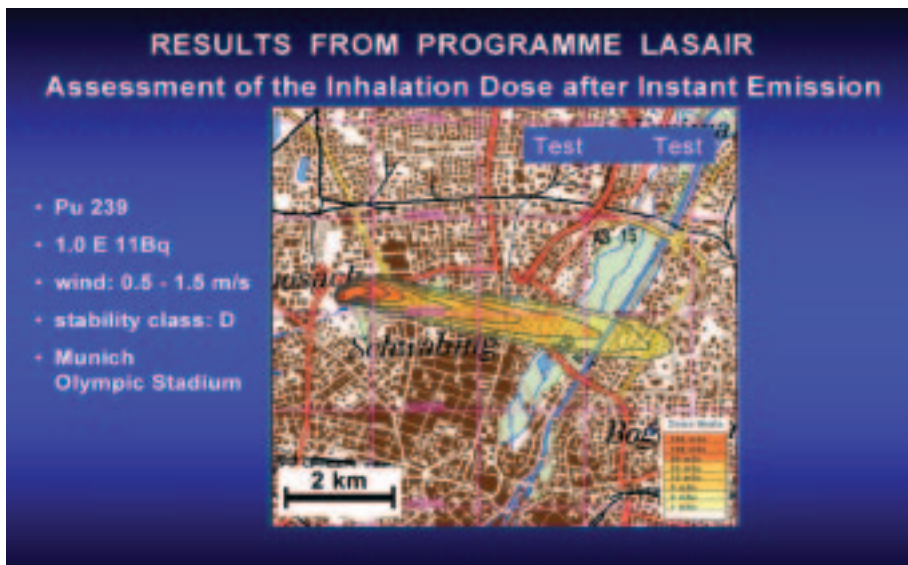 RESULTS FROM PROGRAMME LASAIR
Assessment of the Inhalation Dose after Instant Emission
Test Test
• Pu 239
• 1.0 E 11Bq
• wind: 0.5 - 1.5 m/s
• stability class: D
• Munich
Olympic Stadium
Schwabing
2 km